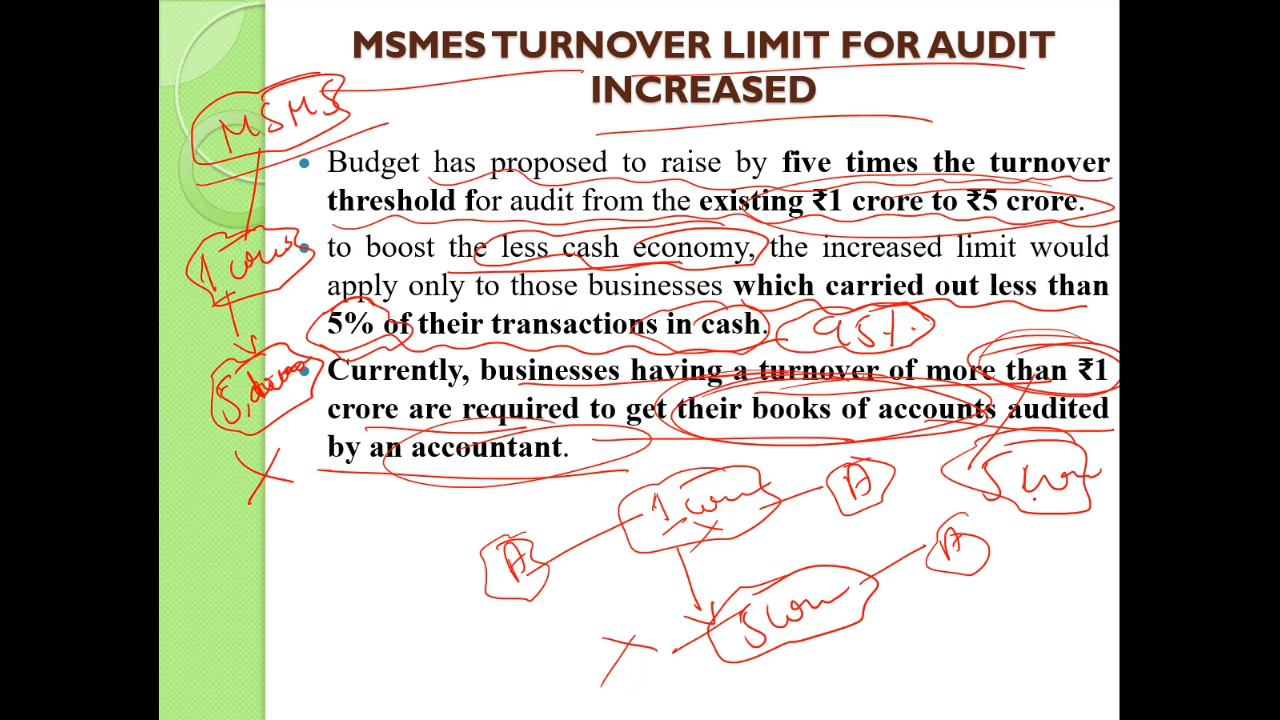 MSMES TURNOVER LIMIT FOR AUDIT
INCREASED
MSMS
Budget has proposed to raise by five times the turnover
threshold for audit from the existing ₹1 crore to ₹5 crore.
to boost the less cash economy, the increased limit would
apply only to those businesses which carried out less than
5% of their transactions in cash. 95%.
Currently, businesses having a turnover of more than ₹1
crore are required to get their books of accounts audited
by an accountant.
A
A
A